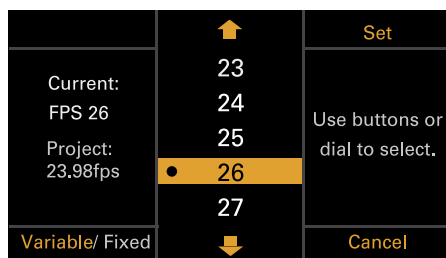 Current:
FPS 26
Project:
23.98fps
Variable/ Fixed
23
24
25
26
27
Set
Use buttons or
dial to select.
Cancel